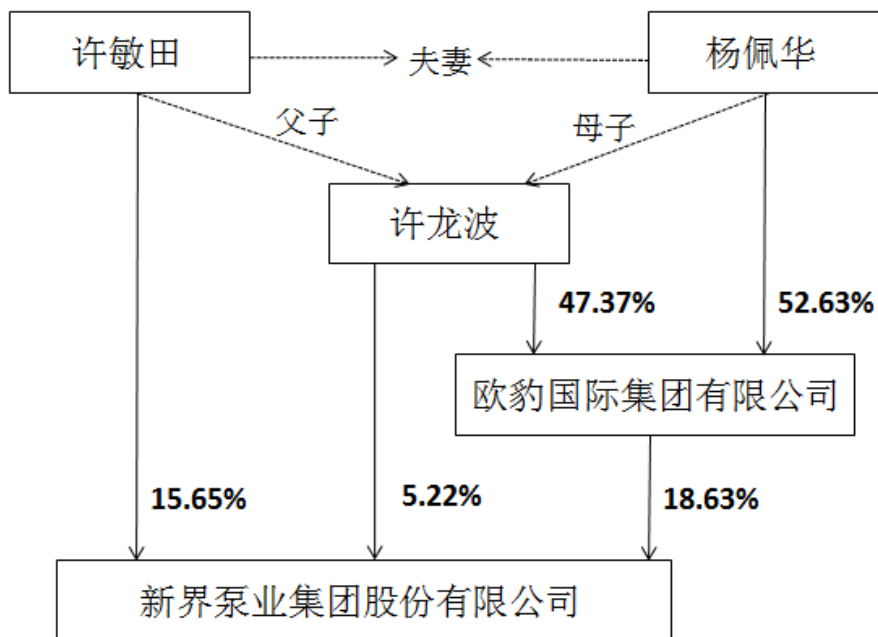 许敏田
夫妻
杨佩华
父子
母子
许龙波
47.37%
52.63%
欧豹国际集团有限公司
15.65%
5.22%
18.63%
新界泵业集团股份有限公司